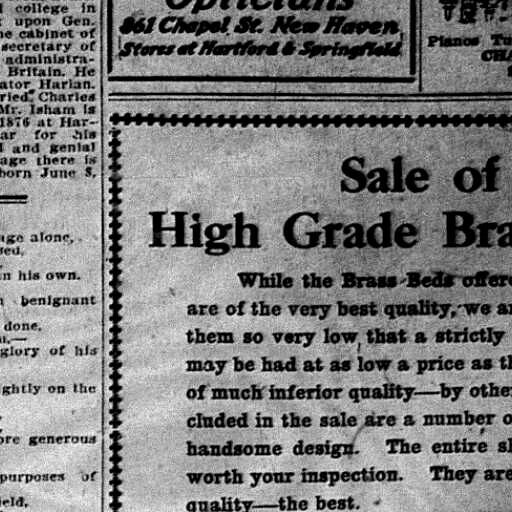 college in
upon Gen.
cabinet of
secretary of
administra-
Britain. He
ator Harlan.
ried, Charles
Mr. Isham is
1876 at Har-
ar for his
and genial
age there is
born June 8,
age alone,
in his own.
benignant
done,
glory of his
ghtly on the
ore generous
purposes of
ield,
Opticians
861 Chapel St. New Haven,
Stores at Hartford & Springfield
Pianos Tu
CHA
Sale of
High Grade Bra
While the Brass Beds offere
are of the very best quality, we ar
them so very low that a strictly
may be had at as low a price as th
of much inferior quality—by othe
cluded in the sale are a number o
handsome design. The entire sh
worth your inspection. They are
quality—the best.